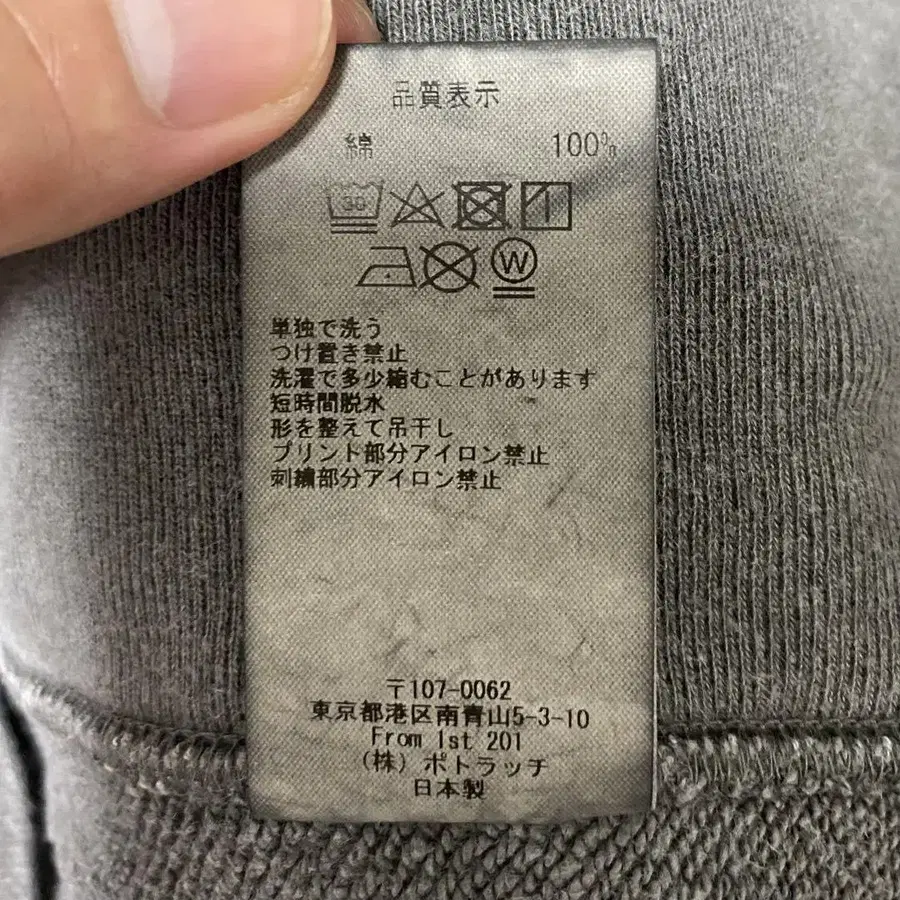 品質表示
綿 100%
30
W
単独で洗う
つけ置き禁止
洗濯で多少縮むことがあります
短時間脱水
形を整えて吊干し
プリント部分アイロン禁止
刺繍部分アイロン禁止
〒107-0062
東京都港区南青山5-3-10
From 1st 201
(株) ポトラッチ
日本製